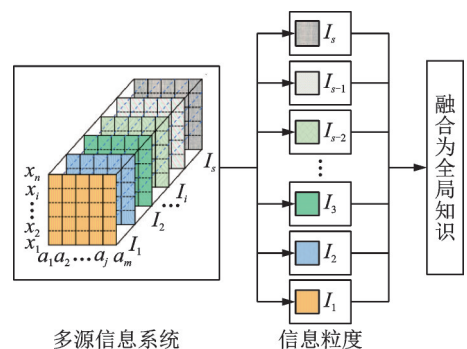 x_n
x_i
⋮
x_2
x_1
a_1 a_2 … a_j a_m
I_1
I_2
…
I_i
I_s
多源信息系统
I_s
I_{s-1}
I_{s-2}
⋮
I_3
I_2
I_1
信息粒度
融合为全局知识